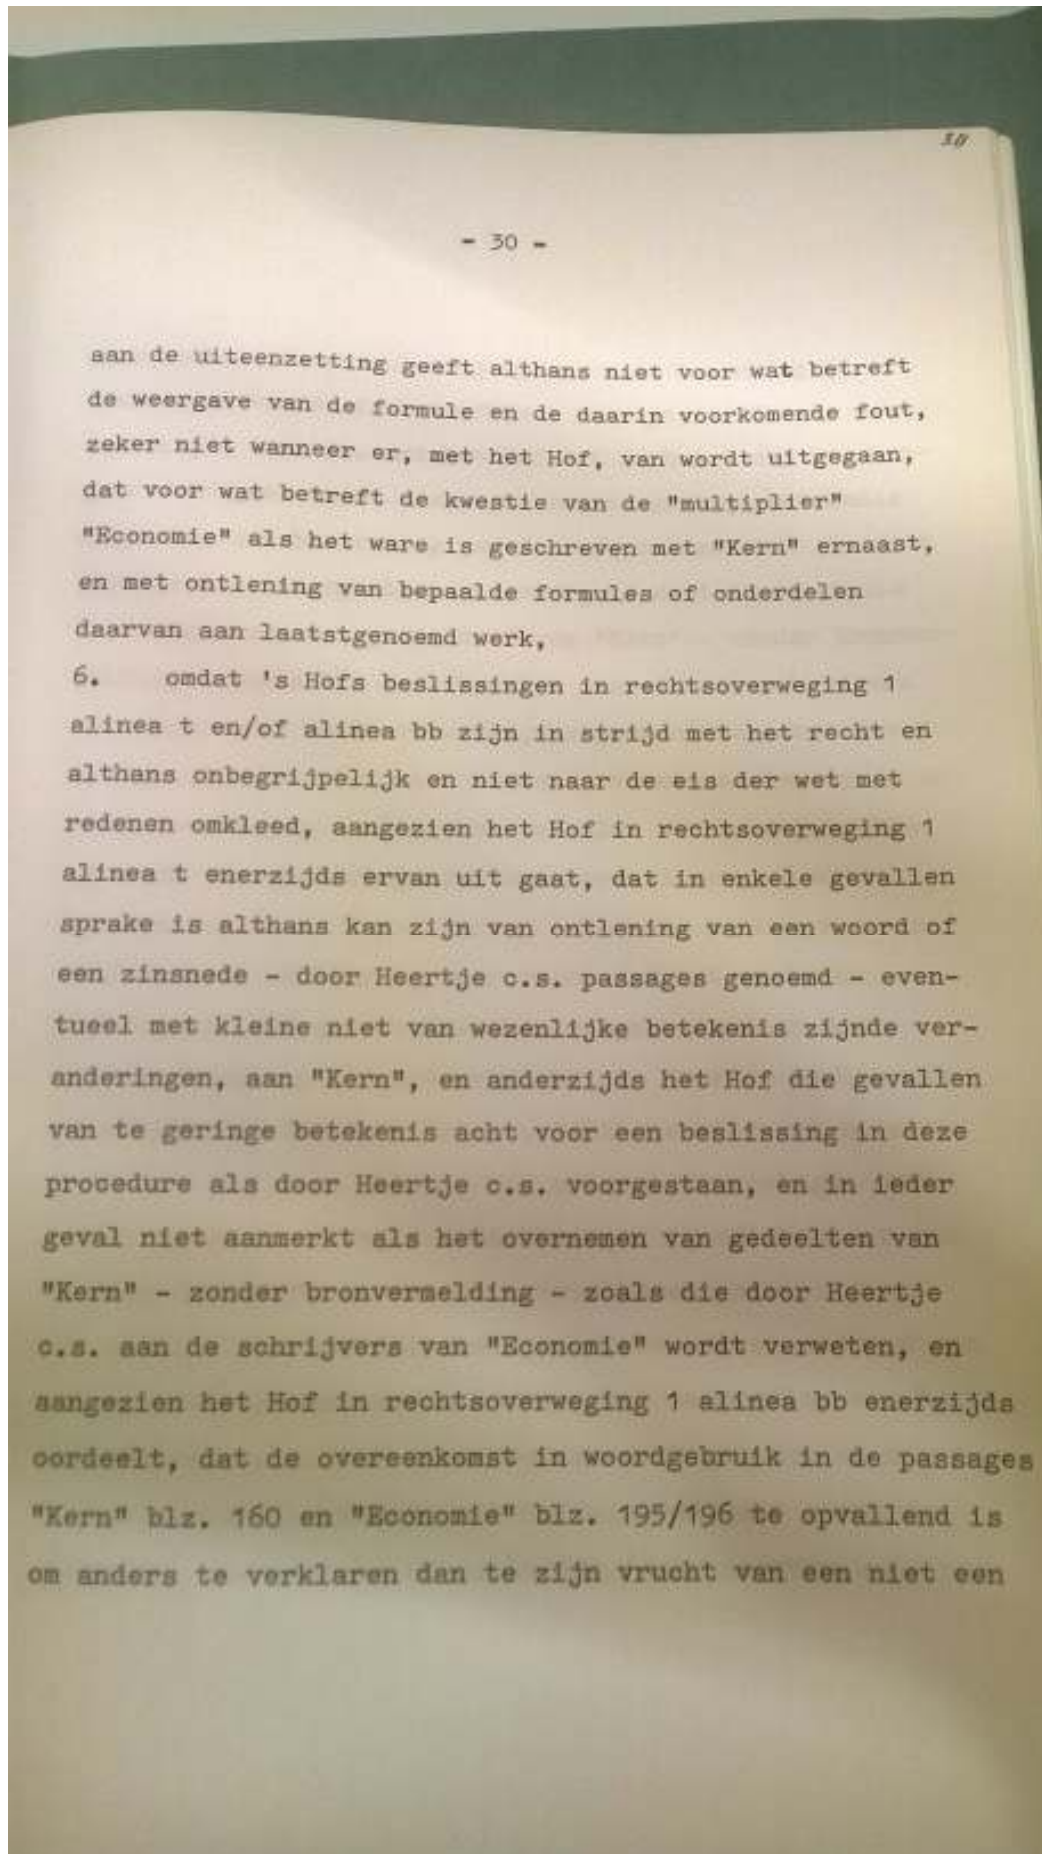 30
- 30 -
aan de uiteenzetting geeft althans niet voor wat betreft
de weergave van de formule en de daarin voorkomende fout,
zeker niet wanneer er, met het Hof, van wordt uitgegaan,
dat voor wat betreft de kwestie van de "multiplier"
"Economie" als het ware is geschreven met "Kern" ernaast,
en met ontlening van bepaalde formules of onderdelen
daarvan aan laatstgenoemd werk,
6. omdat 's Hofs beslissingen in rechtsoverweging 1
alinea t en/of alinea bb zijn in strijd met het recht en
althans onbegrijpelijk en niet naar de eis der wet met
redenen omkleed, aangezien het Hof in rechtsoverweging 1
alinea t enerzijds ervan uit gaat, dat in enkele gevallen
sprake is althans kan zijn van ontlening van een woord of
een zinsnede - door Heertje c.s. passages genoemd - even-
tueel met kleine niet van wezenlijke betekenis zijnde ver-
anderingen, aan "Kern", en anderzijds het Hof die gevallen
van te geringe betekenis acht voor een beslissing in deze
procedure als door Heertje c.s. voorgestaan, en in ieder
geval niet aanmerkt als het overnemen van gedeelten van
"Kern" - zonder bronvermelding - zoals die door Heertje
c.s. aan de schrijvers van "Economie" wordt verweten, en
aangezien het Hof in rechtsoverweging 1 alinea bb enerzijds
oordeelt, dat de overeenkomst in woordgebruik in de passages
"Kern" blz. 160 en "Economie" blz. 195/196 te opvallend is
om anders te verklaren dan te zijn vrucht van een niet een